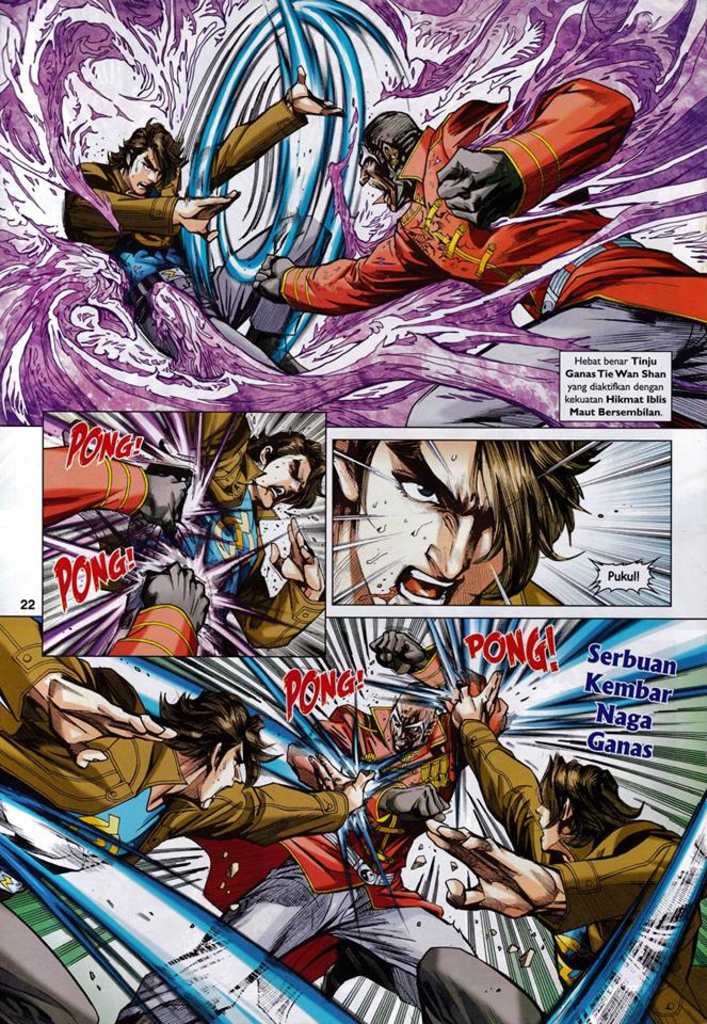 Hebat benar Tinju
Ganas Tie Wan Shan
yang diaktifkan dengan
kekuatan Hikmat Iblis
Maut Bersembilan.
PONG!
PONG!
Pukul!
22
PONG!
PONG!
Serbuan
Kembar
Naga
Ganas